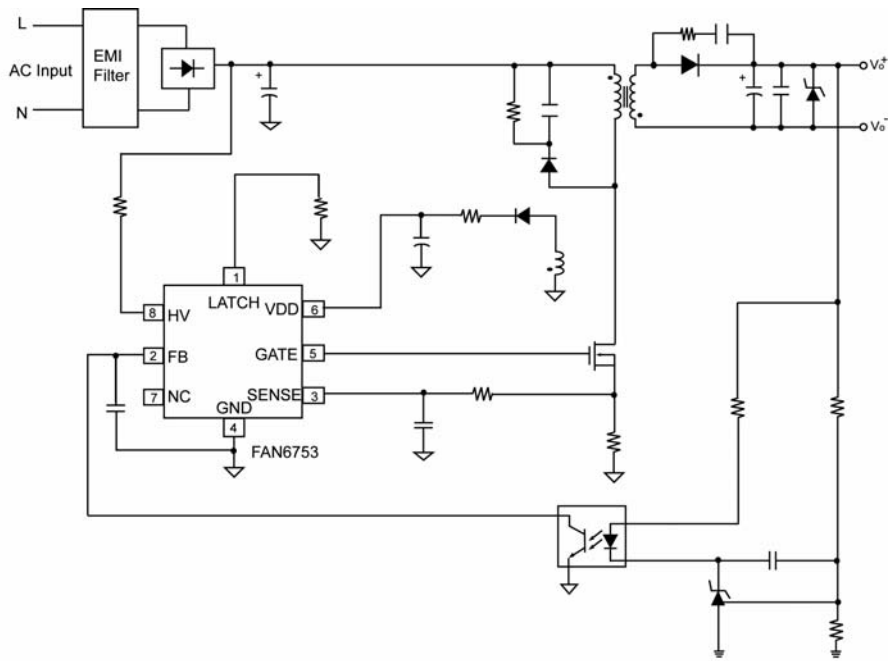 L
AC Input
N
EMI
Filter
+
+
Vo+
Vo-
1
LATCH
8
HV
VDD
6
2
FB
GATE
5
7
NC
SENSE
3
GND
4
FAN6753